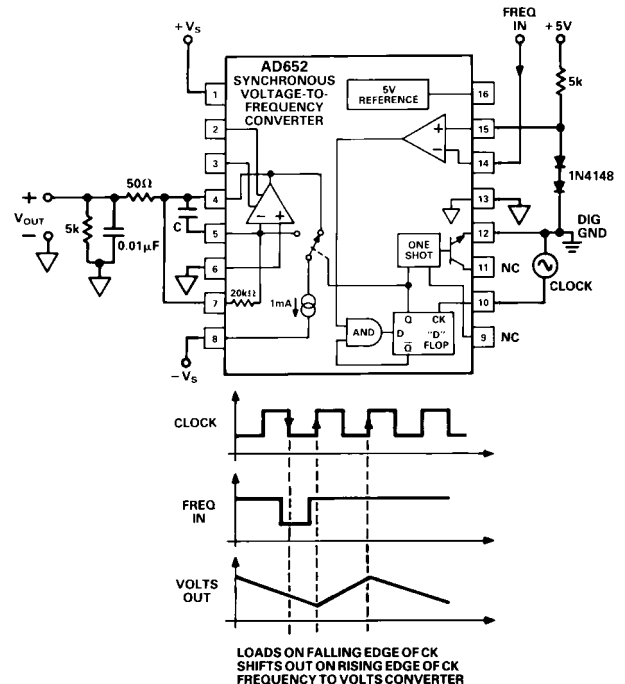 FREQ
IN
+5V
+VS
AD652
SYNCHRONOUS
VOLTAGE-TO-
FREQUENCY
CONVERTER
5V
REFERENCE
5k
1
16
2
+
15
3
−
14
1N4148
+
50Ω
4
13
VOUT
5k
C
− +
DIG
GND
−
0.01µF
5
12
6
ONE
SHOT
11
NC
20kΩ
7
1mA
10
CLOCK
Q CK
8
AND
D "D"
Q FLOP
9
NC
−VS
CLOCK
FREQ
IN
VOLTS
OUT
LOADS ON FALLING EDGE OF CK
SHIFTS OUT ON RISING EDGE OF CK
FREQUENCY TO VOLTS CONVERTER